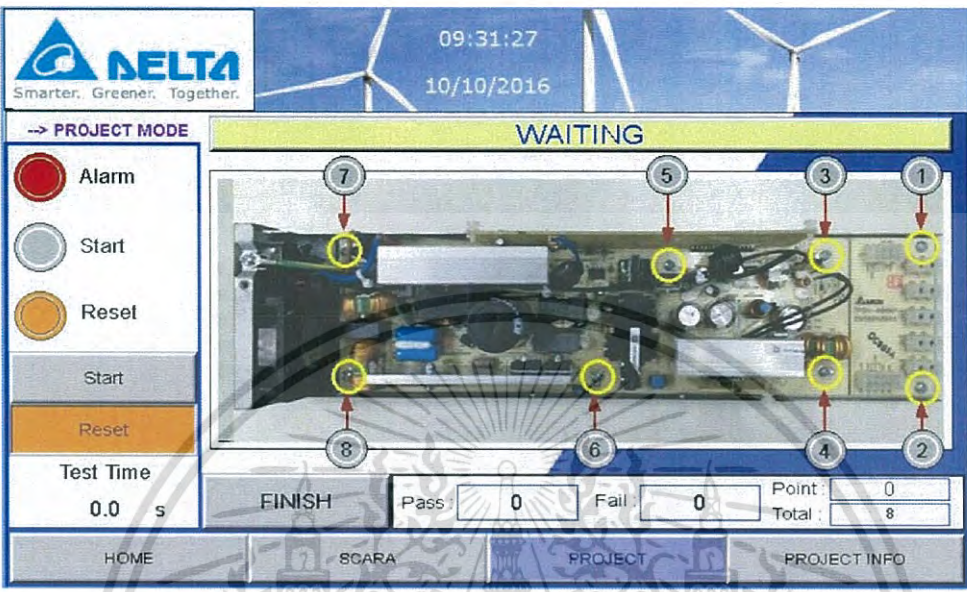 DELTA
Smarter. Greener. Together.
09:31:27
10/10/2016
--> PROJECT MODE
WAITING
Alarm
Start
Reset
Start
Reset
Test Time
0.0 s
7
5
3
1
8
6
4
2
FINISH
Pass : 0
Fail : 0
Point : 0
Total : 8
HOME
SCARA
PROJECT
PROJECT INFO